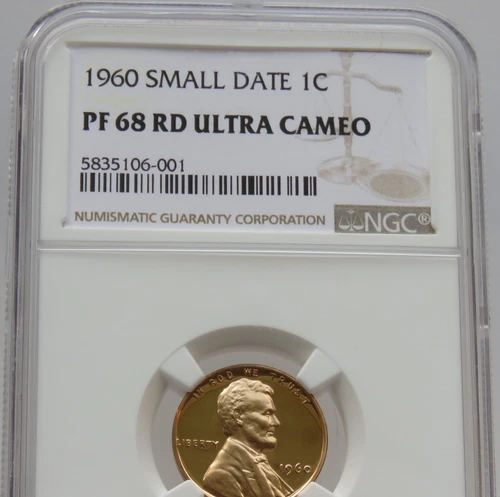 1960 SMALL DATE 1C
PF 68 RD ULTRA CAMEO
5835106-001
NUMISMATIC GUARANTY CORPORATION
NGC®
IN GOD WE TRUST
LIBERTY
1960